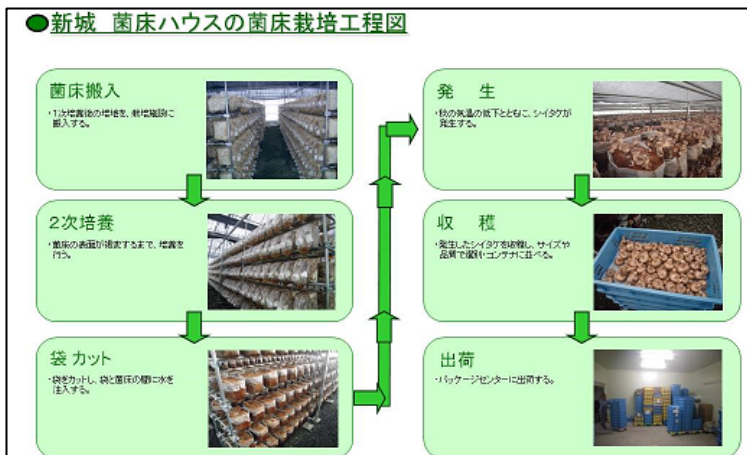 ●新城 菌床ハウスの菌床栽培工程図
菌床搬入
・1次培養後の培地を、栽培施設に
搬入する。
2次培養
・菌床の表面が褐変するまで、培養を
行う。
袋カット
・袋をカットし、袋と菌床の間に水を
注入する。
発 生
・秋の気温の低下とともに、シイタケが
発生する。
収 穫
・発生したシイタケを収穫し、サイズや
品質で選別・コンテナに並べる。
出荷
・パッケージセンターに出荷する。